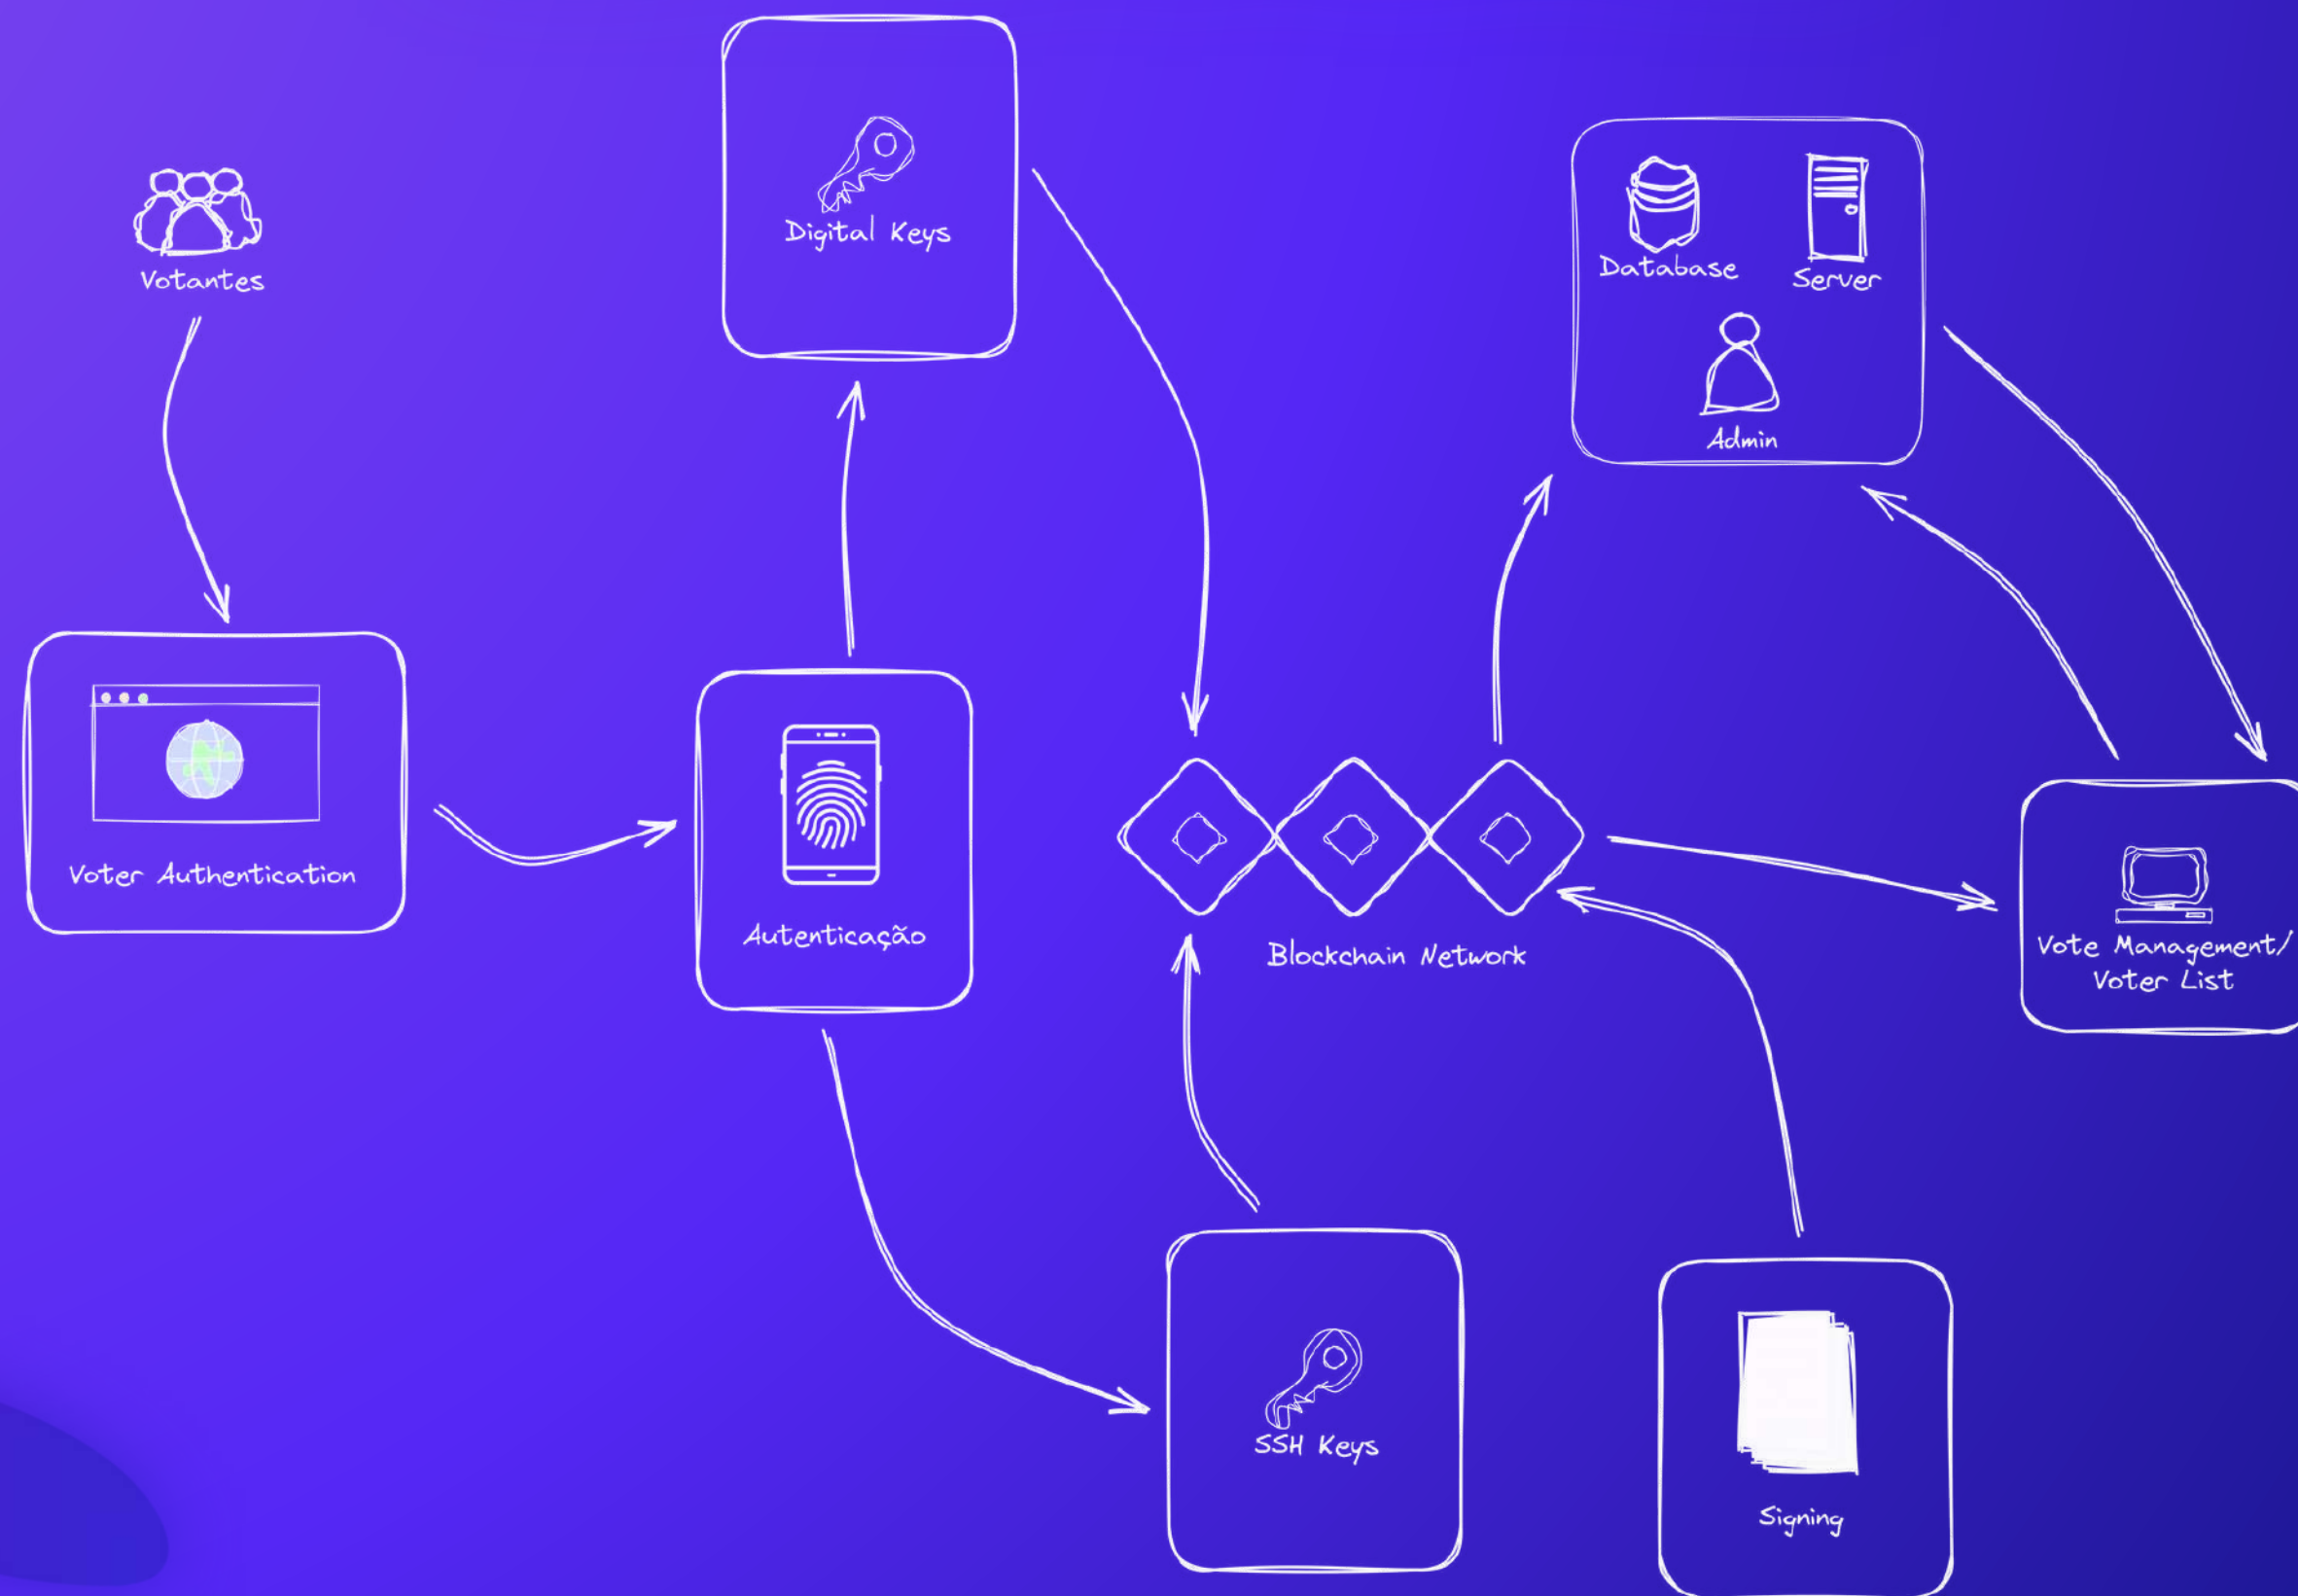 Votantes
Digital Keys
Database
Server
Admin
Voter Authentication
Autenticação
Blockchain Network
Vote Management/
Voter List
SSH Keys
Signing